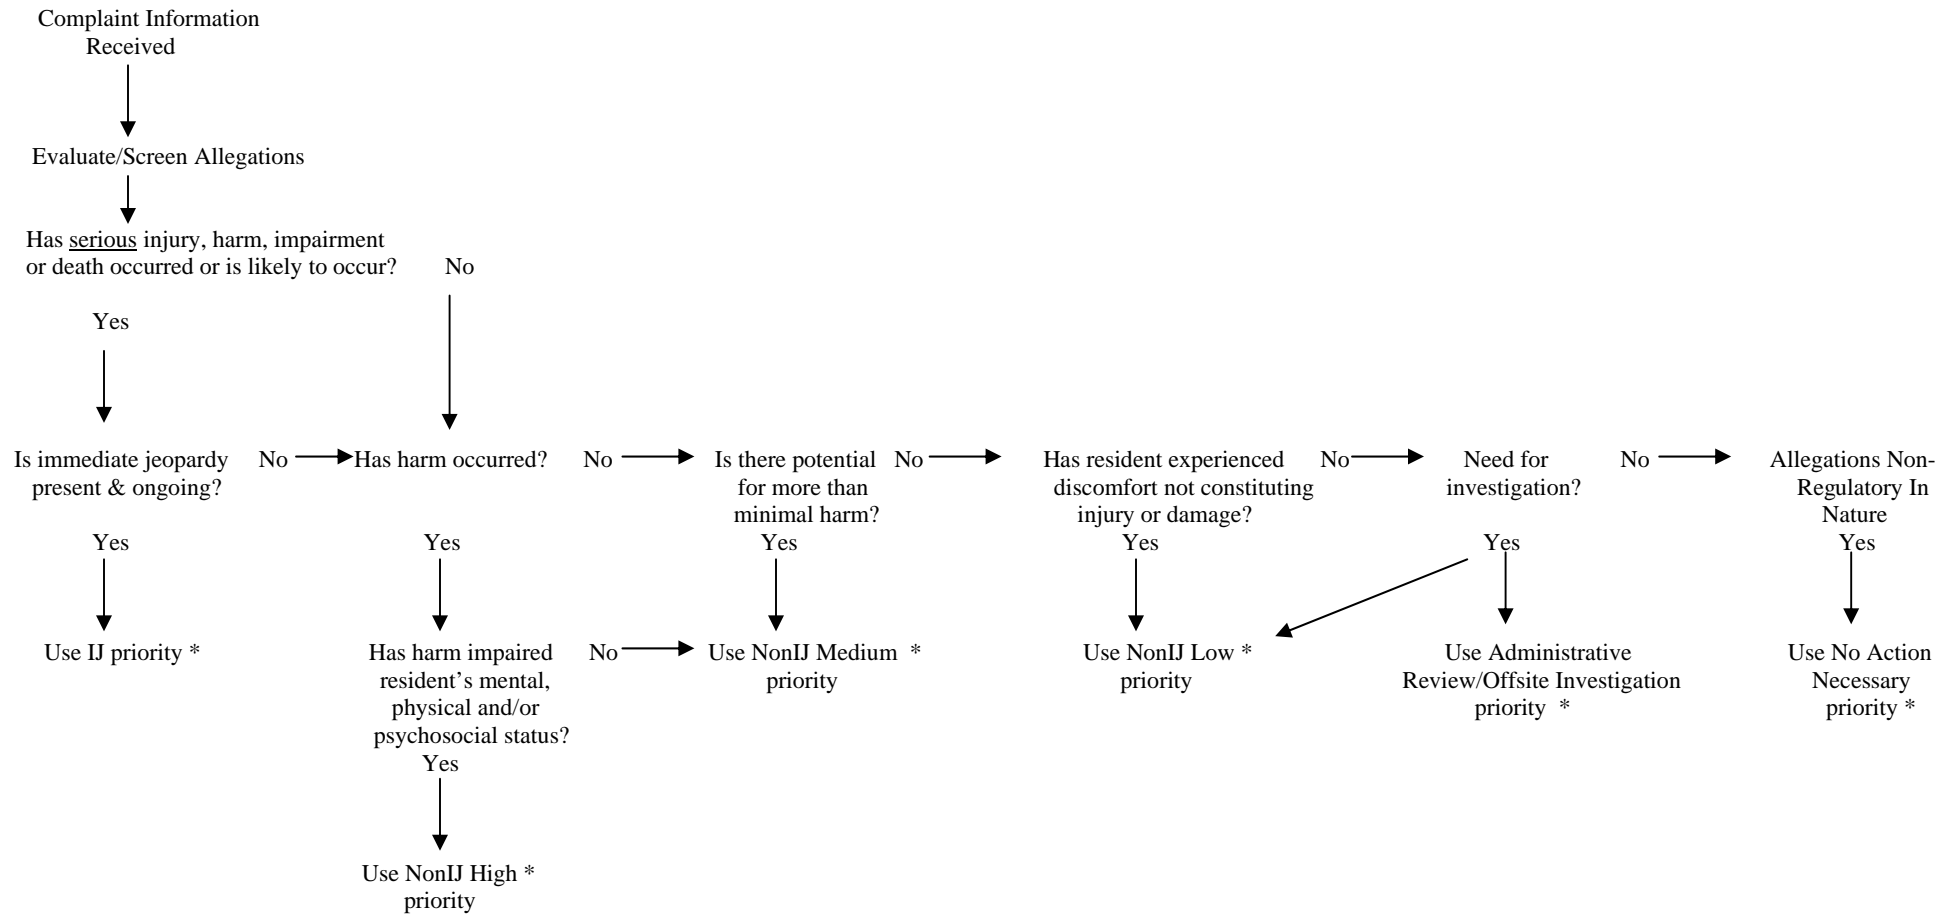 Complaint Information
Received
Evaluate/Screen Allegations
Has serious injury, harm, impairment
or death occurred or is likely to occur?
No
Yes
Is immediate jeopardy
present & ongoing?
No
Has harm occurred?
No
Is there potential
for more than
minimal harm?
No
Has resident experienced
discomfort not constituting
injury or damage?
No
Need for
investigation?
No
Allegations Non-
Regulatory In
Nature
Yes
Yes
Yes
Yes
Yes
Yes
Use IJ priority *
Has harm impaired
resident’s mental,
physical and/or
psychosocial status?
No
Use NonIJ Medium *
priority
Use NonIJ Low *
priority
Use Administrative
Review/Offsite Investigation
priority *
Use No Action
Necessary
priority *
Yes
Use NonIJ High *
priority